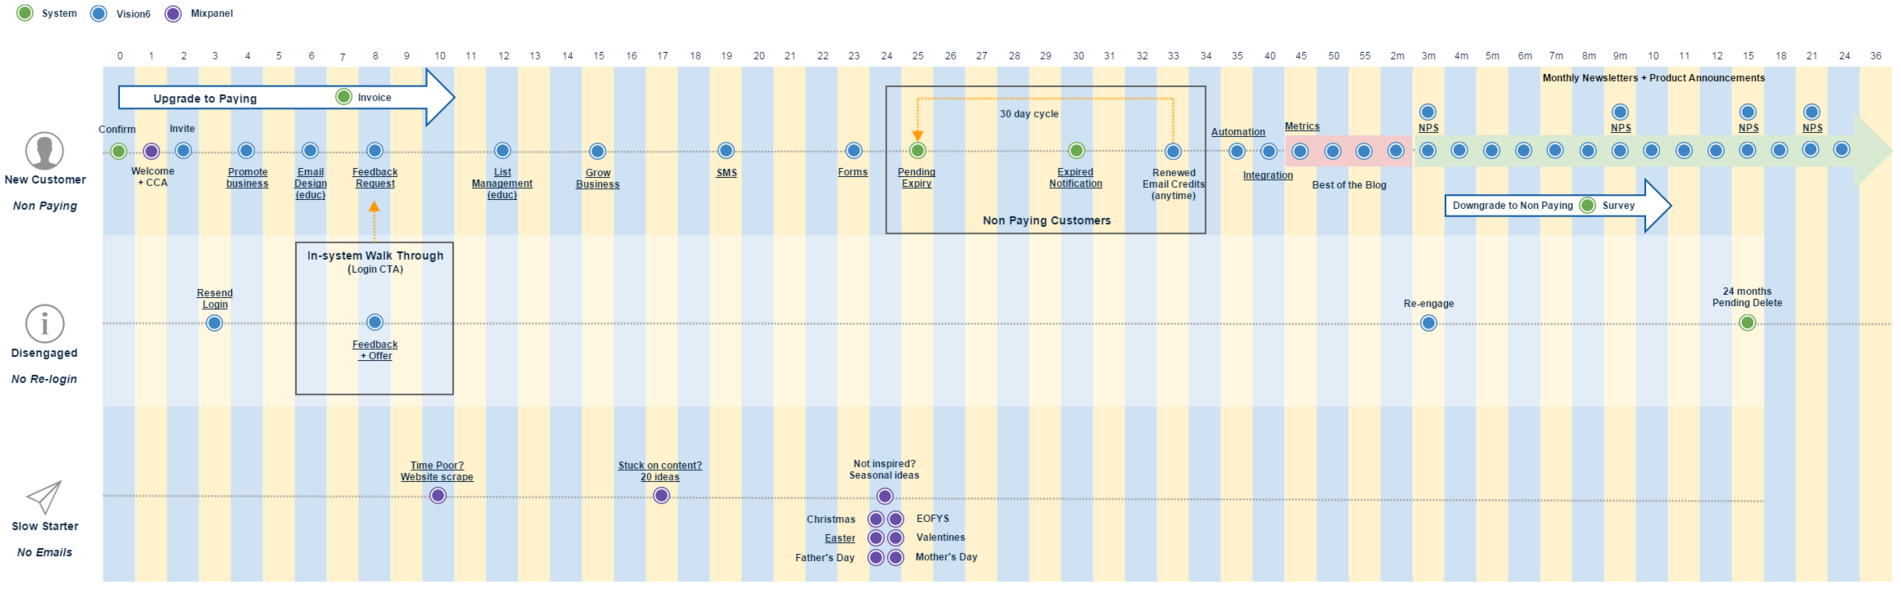 System Vision6 Mixpanel
0 1 2 3 4 5 6 7 8 9 10 11 12 13 14 15 16 17 18 19 20 21 22 23 24 25 26 27 28 29 30 31 32 33 34 35 40 45 50 55 2m 3m 4m 5m 6m 7m 8m 9m 10 11 12 15 18 21 24 36
Monthly Newsletters + Product Announcements
Upgrade to Paying Invoice
30 day cycle
Confirm
Invite
Welcome
+ CCA
Promote
business
Email
Design
(educ)
Feedback
Request
List
Management
(educ)
Grow
Business
SMS
Forms
Pending
Expiry
Expired
Notification
Renewed
Email Credits
(anytime)
Non Paying Customers
Automation
Integration
Metrics
Best of the Blog
NPS
NPS
NPS
NPS
Downgrade to Non Paying Survey
New Customer
Non Paying
In-system Walk Through
(Login CTA)
Resend
Login
Feedback
+ Offer
Re-engage
24 months
Pending Delete
Disengaged
No Re-login
Time Poor?
Website scrape
Stuck on content?
20 ideas
Not inspired?
Seasonal ideas
Christmas EOFYS
Easter Valentines
Father's Day Mother's Day
Slow Starter
No Emails